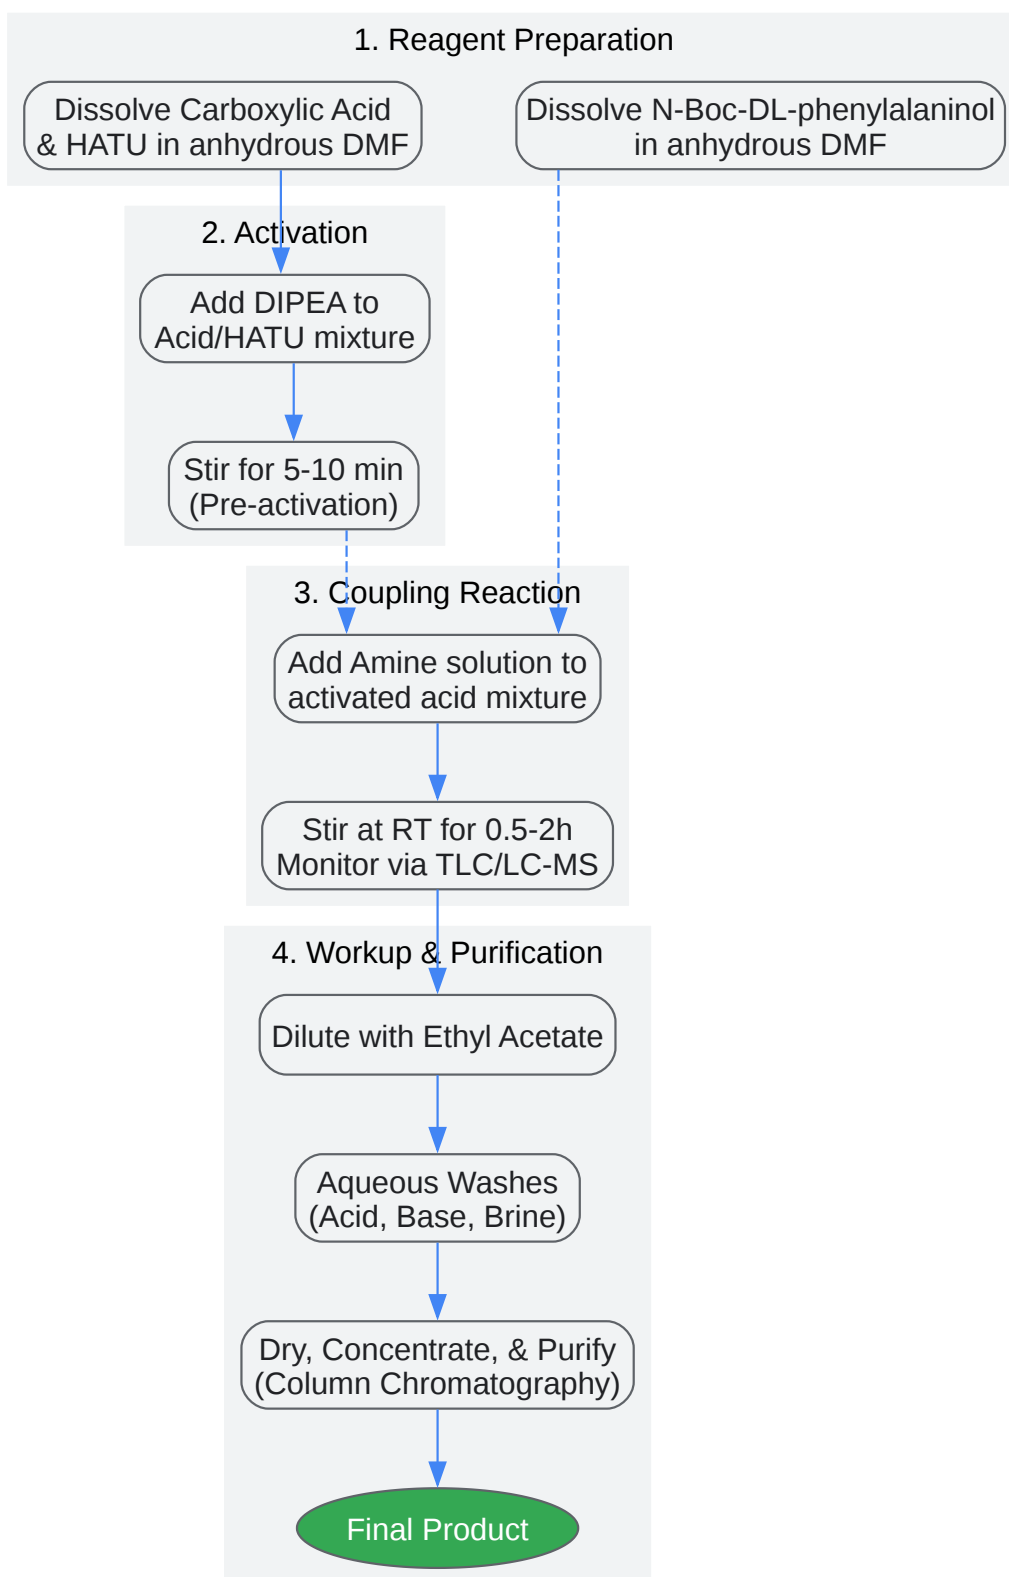 1. Reagent Preparation
Dissolve Carboxylic Acid
& HATU in anhydrous DMF
Dissolve N-Boc-DL-phenylalaninol
in anhydrous DMF
2. Activation
Add DIPEA to
Acid/HATU mixture
Stir for 5-10 min
(Pre-activation)
3. Coupling Reaction
Add Amine solution to
activated acid mixture
Stir at RT for 0.5-2h
Monitor via TLC/LC-MS
4. Workup & Purification
Dilute with Ethyl Acetate
Aqueous Washes
(Acid, Base, Brine)
Dry, Concentrate, & Purify
(Column Chromatography)
Final Product